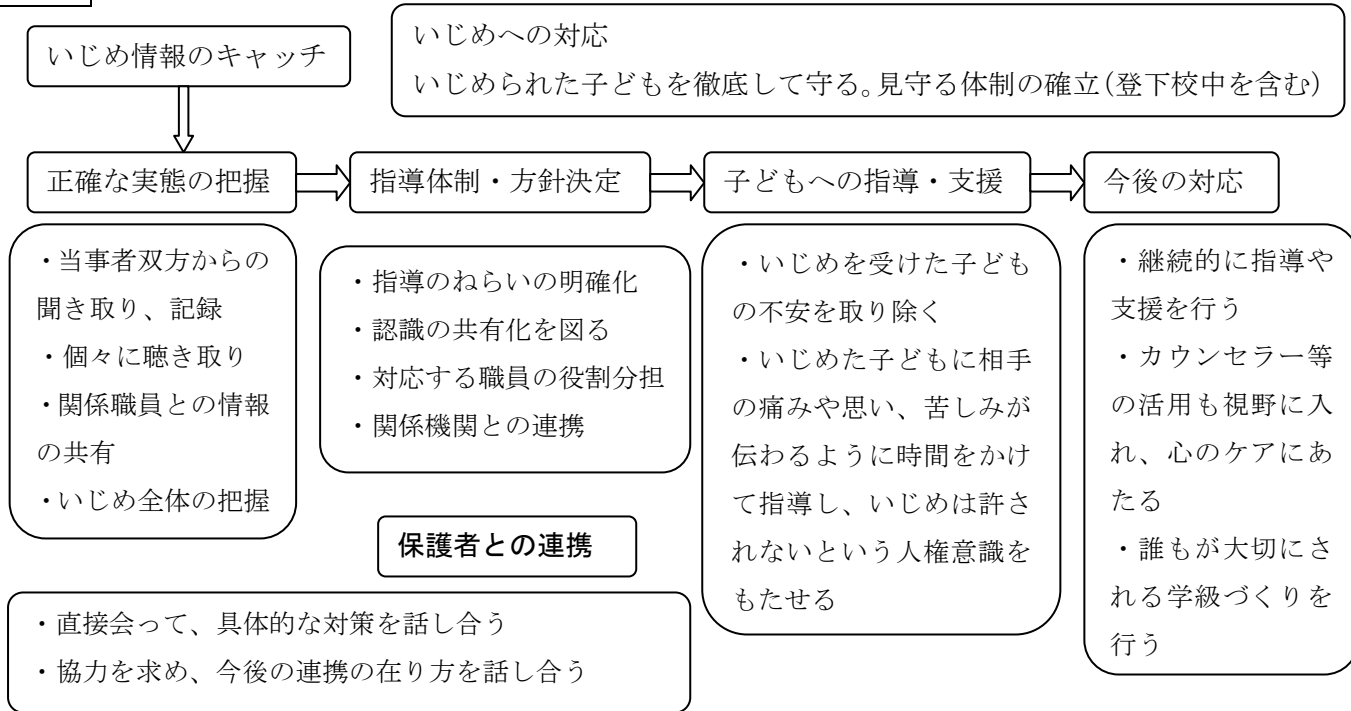 いじめ情報のキャッチ
いじめへの対応
いじめられた子どもを徹底して守る。見守る体制の確立(登下校中を含む)
正確な実態の把握
指導体制・方針決定
子どもへの指導・支援
今後の対応
・当事者双方からの
聞き取り、記録
・個々に聴き取り
・関係職員との情報
の共有
・いじめ全体の把握
・指導のねらいの明確化
・認識の共有化を図る
・対応する職員の役割分担
・関係機関との連携
・いじめを受けた子ども
の不安を取り除く
・いじめた子どもに相手
の痛みや思い、苦しみが
伝わるように時間をかけ
て指導し、いじめは許さ
れないという人権意識を
もたせる
・継続的に指導や
支援を行う
・カウンセラー等
の活用も視野に入
れ、心のケアにあ
たる
・誰もが大切にさ
れる学級づくりを
行う
保護者との連携
・直接会って、具体的な対策を話し合う
・協力を求め、今後の連携の在り方を話し合う